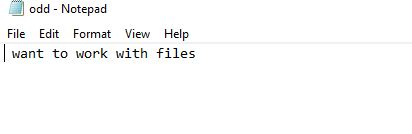 odd - Notepad
File Edit Format View Help
want to work with files